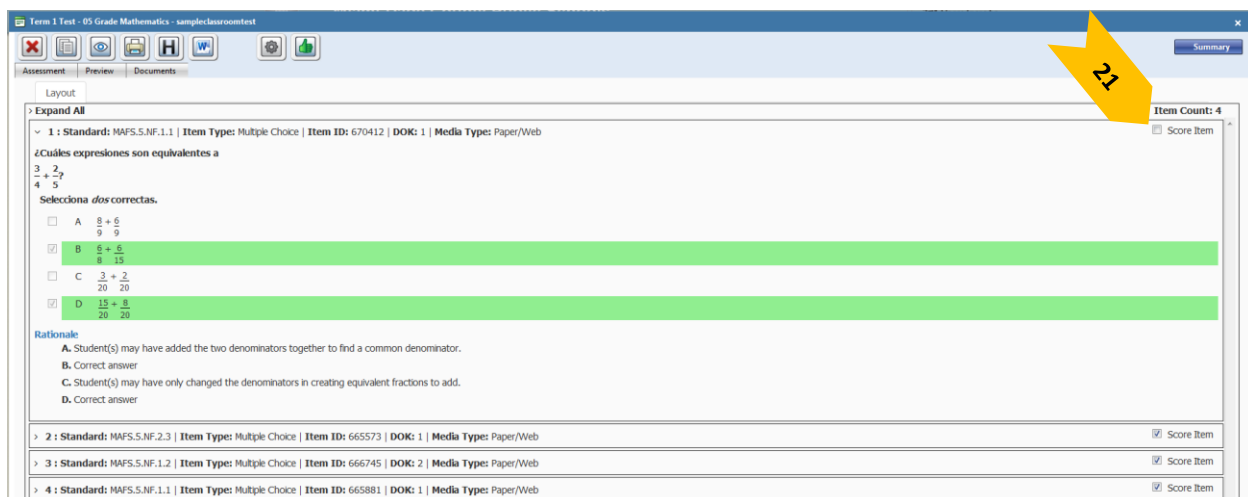 Term 1 Test - 05 Grade Mathematics - sampleclassroomtest
×
H W
Summary
Assessment Preview Documents
21
Layout
> Expand All Item Count: 4
1 : Standard: MAFS.5.NF.1.1 | Item Type: Multiple Choice | Item ID: 670412 | DOK: 1 | Media Type: Paper/Web Score Item
¿Cuáles expresiones son equivalentes a
3/4 + 2/5?
Selecciona dos correctas.
A 8/9 + 6/9
B 6/8 + 6/15
C 3/20 + 2/20
D 15/20 + 8/20
Rationale
A. Student(s) may have added the two denominators together to find a common denominator.
B. Correct answer
C. Student(s) may have only changed the denominators in creating equivalent fractions to add.
D. Correct answer
> 2 : Standard: MAFS.5.NF.2.3 | Item Type: Multiple Choice | Item ID: 665573 | DOK: 1 | Media Type: Paper/Web Score Item
> 3 : Standard: MAFS.5.NF.1.2 | Item Type: Multiple Choice | Item ID: 666745 | DOK: 2 | Media Type: Paper/Web Score Item
> 4 : Standard: MAFS.5.NF.1.1 | Item Type: Multiple Choice | Item ID: 665881 | DOK: 1 | Media Type: Paper/Web Score Item